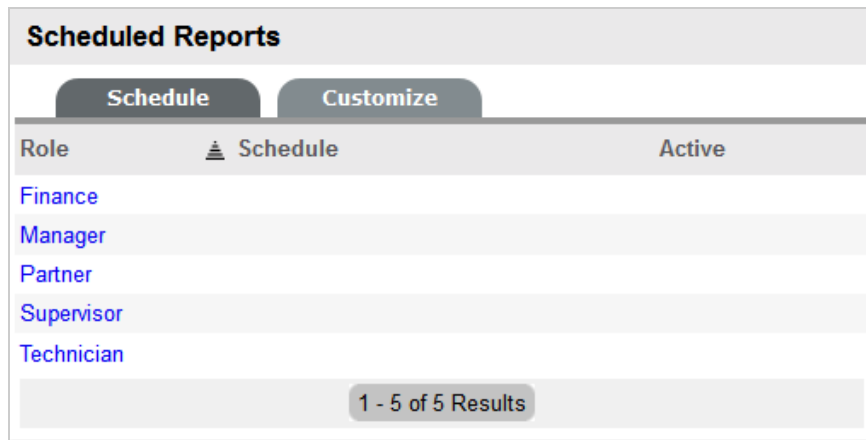 Scheduled Reports
Schedule Customize
Role Schedule Active
Finance
Manager
Partner
Supervisor
Technician
1 - 5 of 5 Results